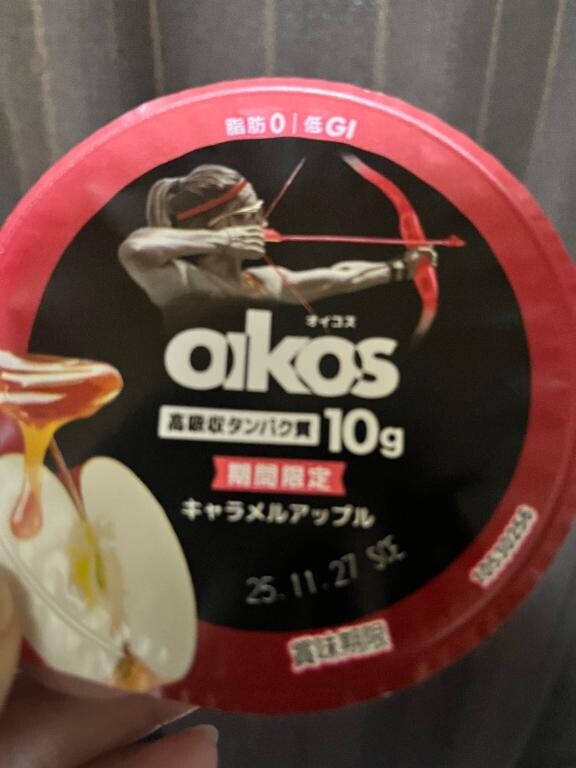 脂肪0｜低GI
オイコス
oikos
高吸収タンパク質 10g
期間限定
キャラメルアップル
25.11.27 SCE
賞味期限